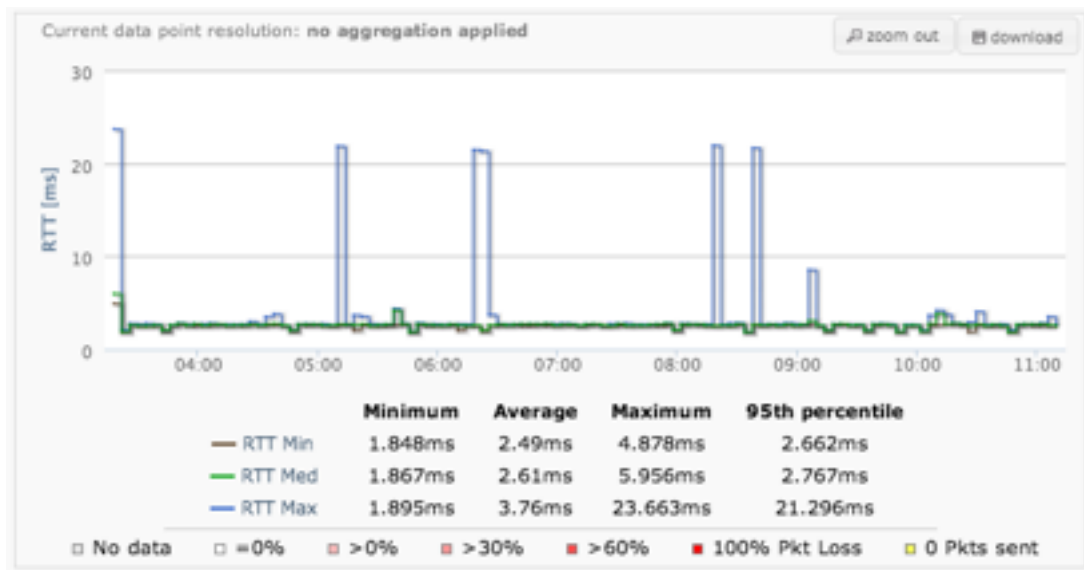 Current data point resolution: no aggregation applied
zoom out
download
30
20
10
0
RTT [ms]
04:00 05:00 06:00 07:00 08:00 09:00 10:00 11:00
Minimum Average Maximum 95th percentile
RTT Min 1.848ms 2.49ms 4.878ms 2.662ms
RTT Med 1.867ms 2.61ms 5.956ms 2.767ms
RTT Max 1.895ms 3.76ms 23.663ms 21.296ms
No data =0% >0% >30% >60% 100% Pkt Loss 0 Pkts sent